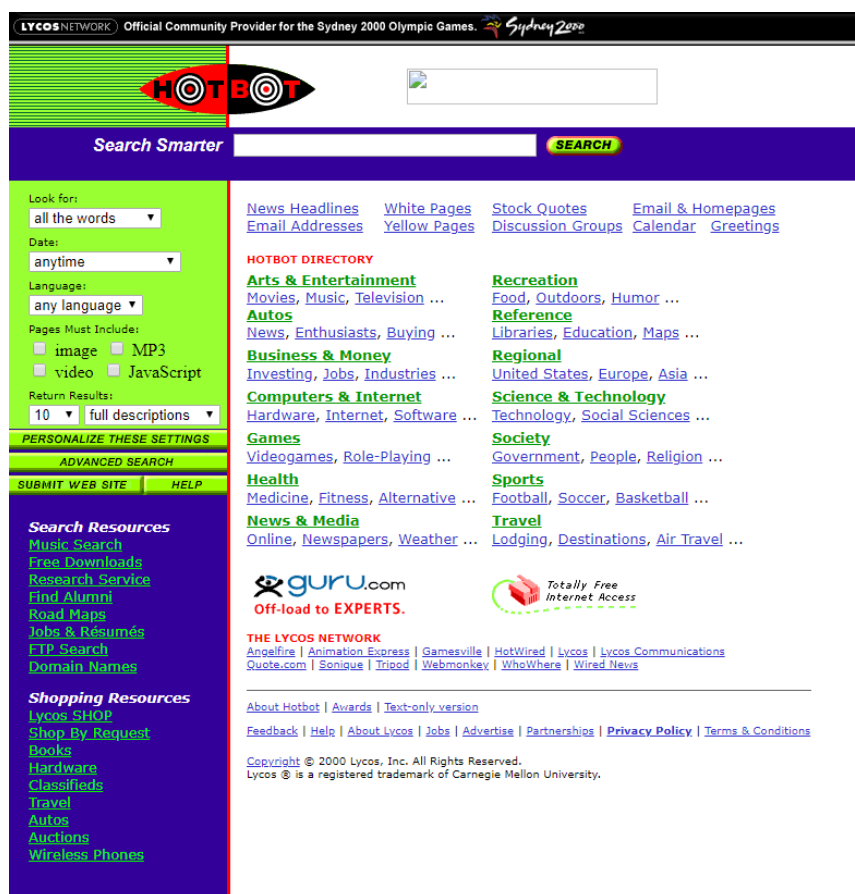 LYCOS NETWORK Official Community Provider for the Sydney 2000 Olympic Games. Sydney 2000
HOTBOT
Search Smarter SEARCH
Look for:
all the words
Date:
anytime
Language:
any language
Pages Must Include:
image MP3
video JavaScript
Return Results:
10 full descriptions
PERSONALIZE THESE SETTINGS
ADVANCED SEARCH
SUBMIT WEB SITE HELP
Search Resources
Music Search
Free Downloads
Research Service
Find Alumni
Road Maps
Jobs & Résumés
FTP Search
Domain Names
Shopping Resources
Lycos SHOP
Shop By Request
Books
Hardware
Classifieds
Travel
Autos
Auctions
Wireless Phones
News Headlines White Pages Stock Quotes Email & Homepages
Email Addresses Yellow Pages Discussion Groups Calendar Greetings
HOTBOT DIRECTORY
Arts & Entertainment
Movies, Music, Television ...
Autos
News, Enthusiasts, Buying ...
Business & Money
Investing, Jobs, Industries ...
Computers & Internet
Hardware, Internet, Software ...
Games
Videogames, Role-Playing ...
Health
Medicine, Fitness, Alternative ...
News & Media
Online, Newspapers, Weather ...
Recreation
Food, Outdoors, Humor ...
Reference
Libraries, Education, Maps ...
Regional
United States, Europe, Asia ...
Science & Technology
Technology, Social Sciences ...
Society
Government, People, Religion ...
Sports
Football, Soccer, Basketball ...
Travel
Lodging, Destinations, Air Travel ...
guru.com
Off-load to EXPERTS.
Totally Free
Internet Access
THE LYCOS NETWORK
Angelfire | Animation Express | Gamesville | HotWired | Lycos | Lycos Communications
Quote.com | Sonique | Tripod | Webmonkey | WhoWhere | Wired News
About Hotbot | Awards | Text-only version
Feedback | Help | About Lycos | Jobs | Advertise | Partnerships | Privacy Policy | Terms & Conditions
Copyright © 2000 Lycos, Inc. All Rights Reserved.
Lycos ® is a registered trademark of Carnegie Mellon University.